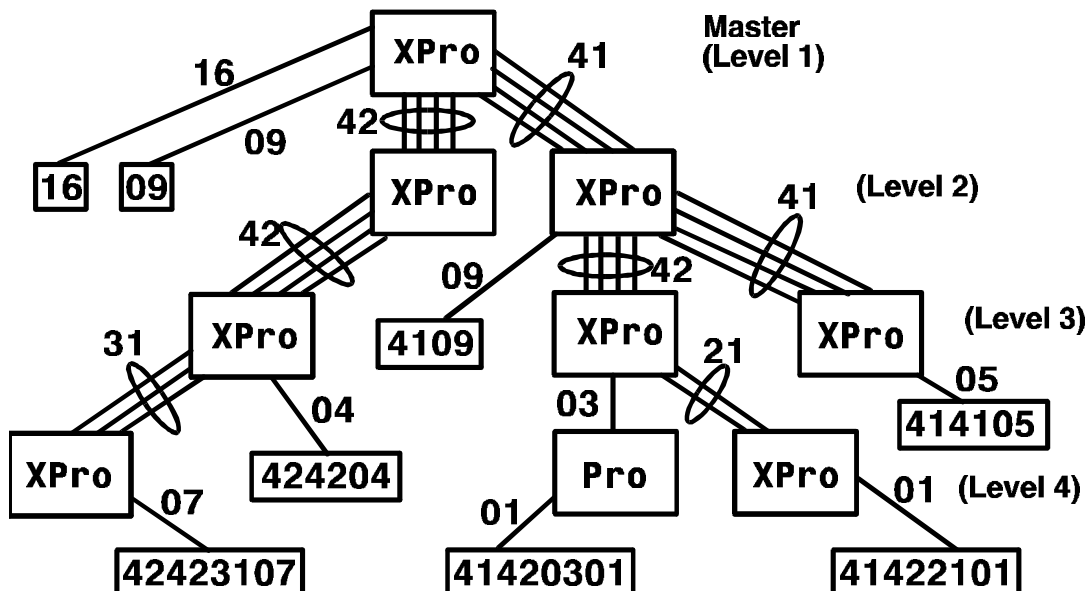 Master
XPro
(Level 1)
41
16
42
09
16
09
XPro
XPro
(Level 2)
41
42
09
42
XPro
4109
XPro
XPro
(Level 3)
31
21
05
04
03
414105
XPro
424204
Pro
XPro
(Level 4)
07
01
01
42423107
41420301
41422101